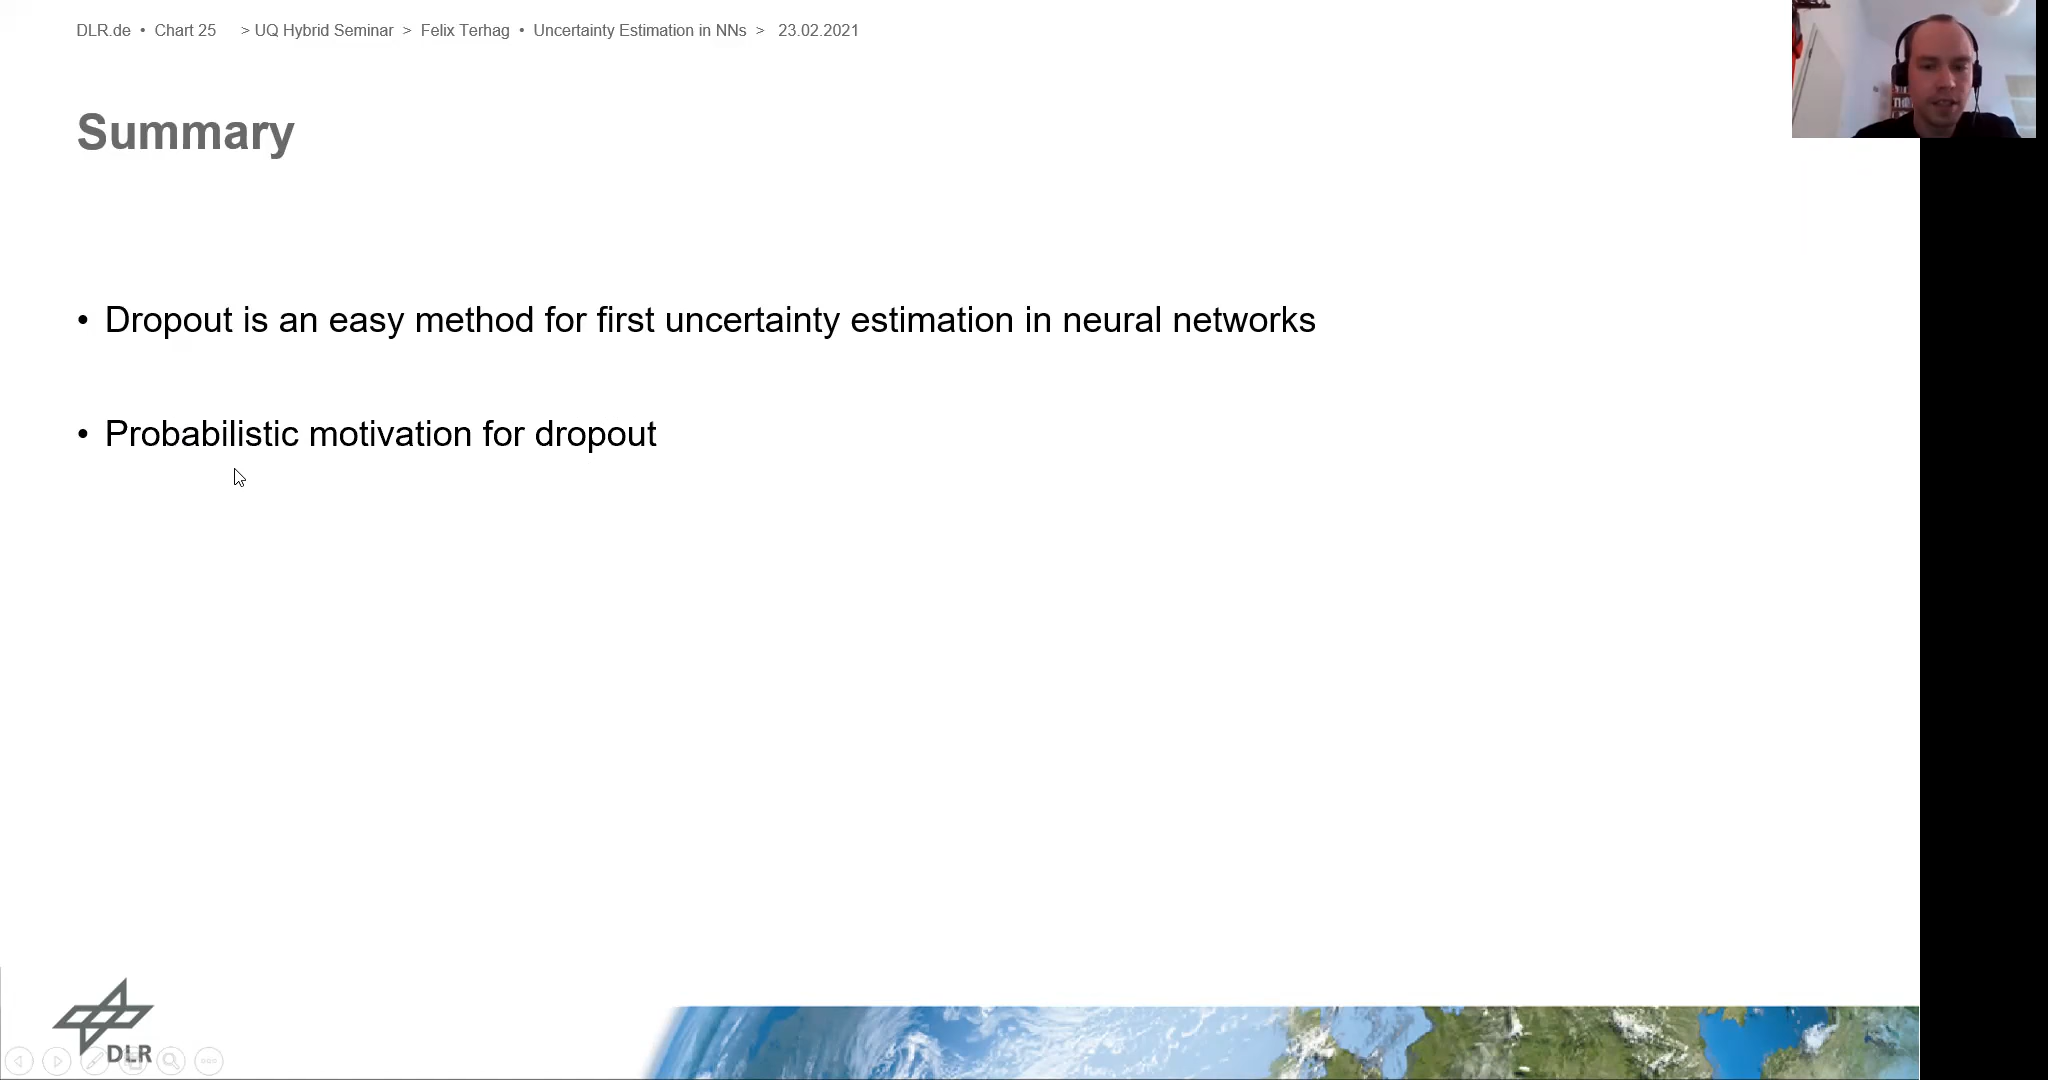 DLR.de • Chart 25 > UQ Hybrid Seminar > Felix Terhag • Uncertainty Estimation in NNs > 23.02.2021
Summary
• Dropout is an easy method for first uncertainty estimation in neural networks
• Probabilistic motivation for dropout
DLR